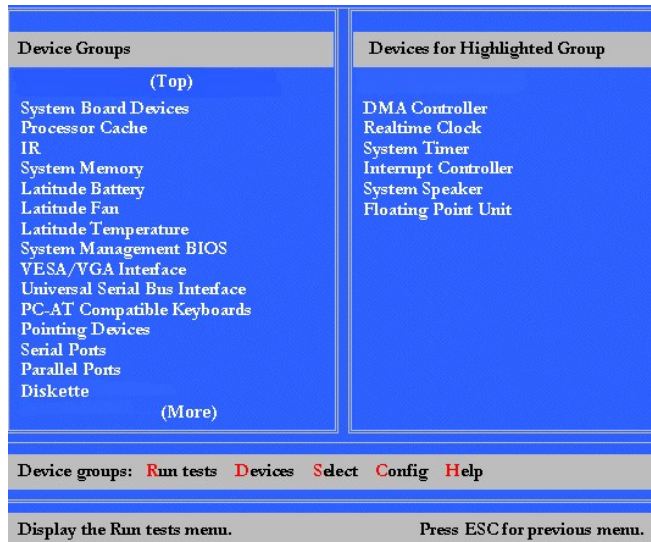 Device Groups
(Top)
System Board Devices
Processor Cache
IR
System Memory
Latitude Battery
Latitude Fan
Latitude Temperature
System Management BIOS
VESA/VGA Interface
Universal Serial Bus Interface
PC-AT Compatible Keyboards
Pointing Devices
Serial Ports
Parallel Ports
Diskette
(More)
Devices for Highlighted Group
DMA Controller
Realtime Clock
System Timer
Interrupt Controller
System Speaker
Floating Point Unit
Device groups: Run tests Devices Select Config Help
Display the Run tests menu. Press ESC for previous menu.